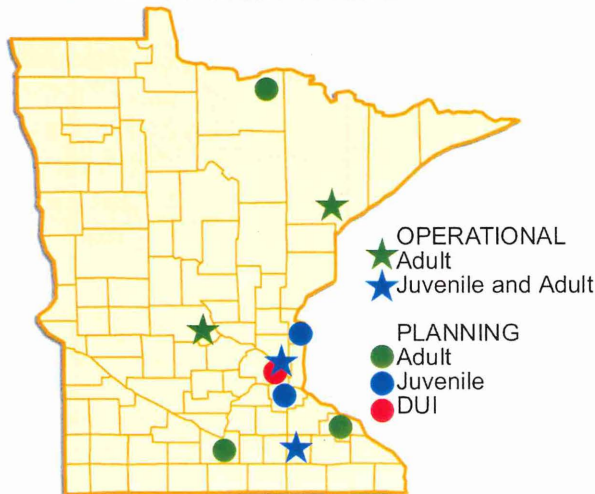 OPERATIONAL
Adult
Juvenile and Adult
PLANNING
Adult
Juvenile
DUI